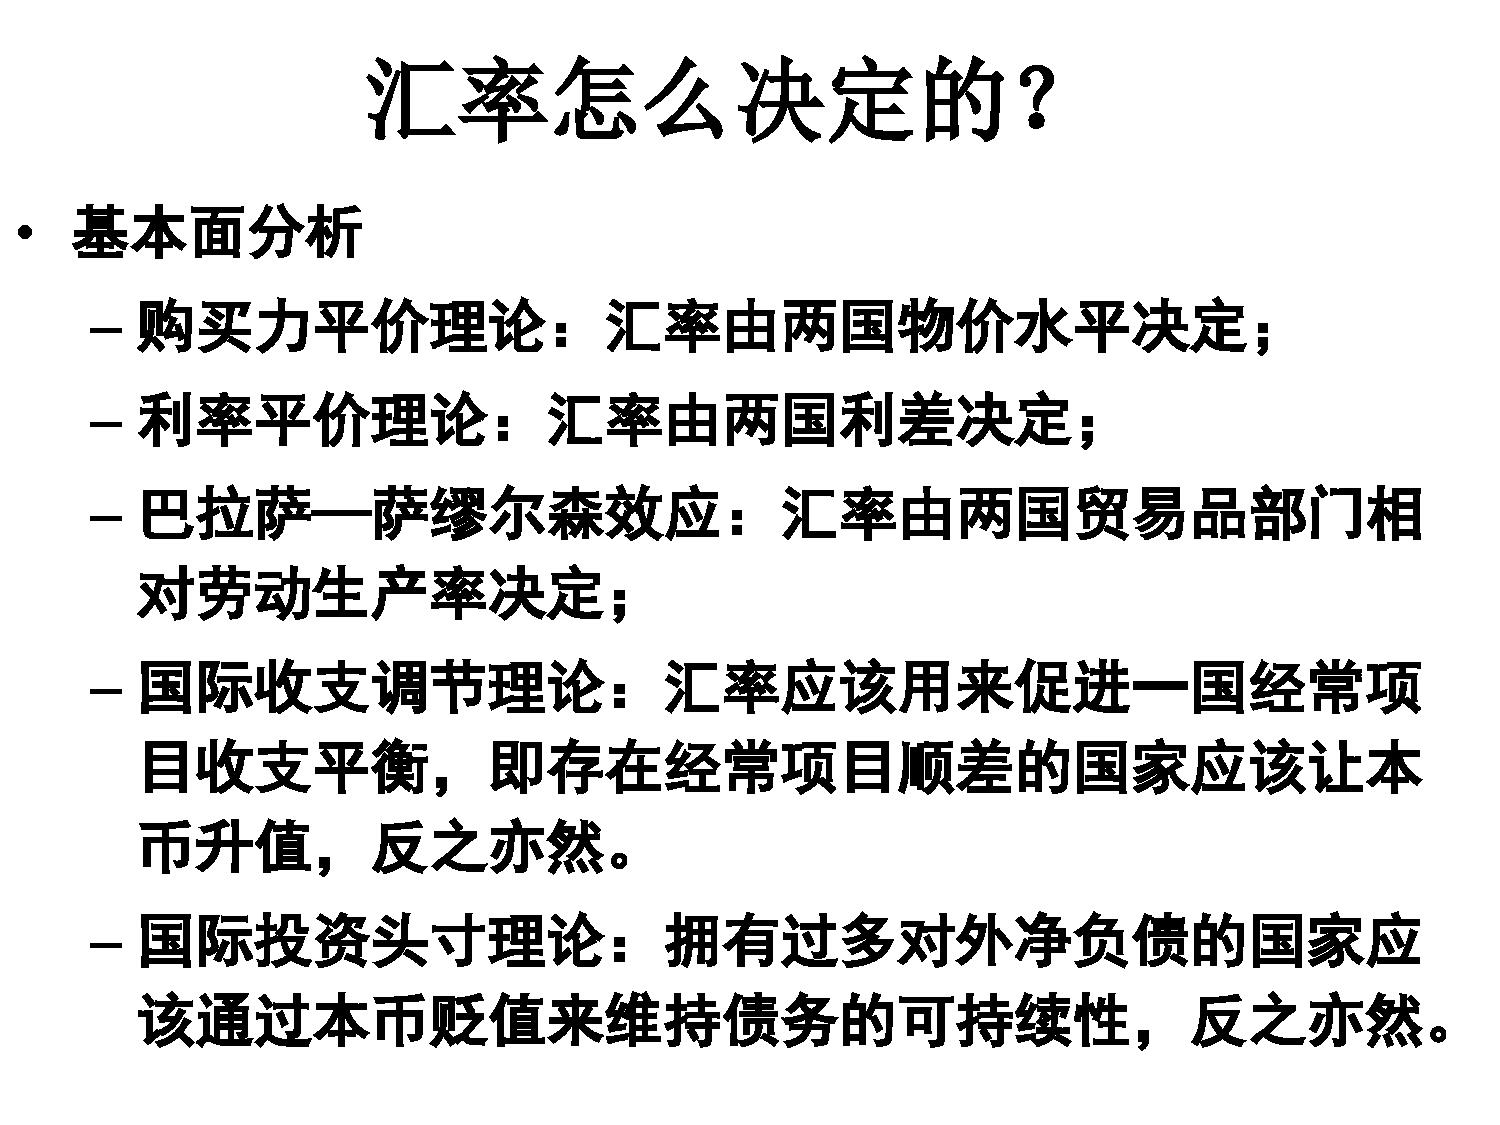 汇率怎么决定的？
• 基本面分析
– 购买力平价理论：汇率由两国物价水平决定；
– 利率平价理论：汇率由两国利差决定；
– 巴拉萨—萨缪尔森效应：汇率由两国贸易品部门相
对劳动生产率决定；
– 国际收支调节理论：汇率应该用来促进一国经常项
目收支平衡，即存在经常项目顺差的国家应该让本
币升值，反之亦然。
– 国际投资头寸理论：拥有过多对外净负债的国家应
该通过本币贬值来维持债务的可持续性，反之亦然。